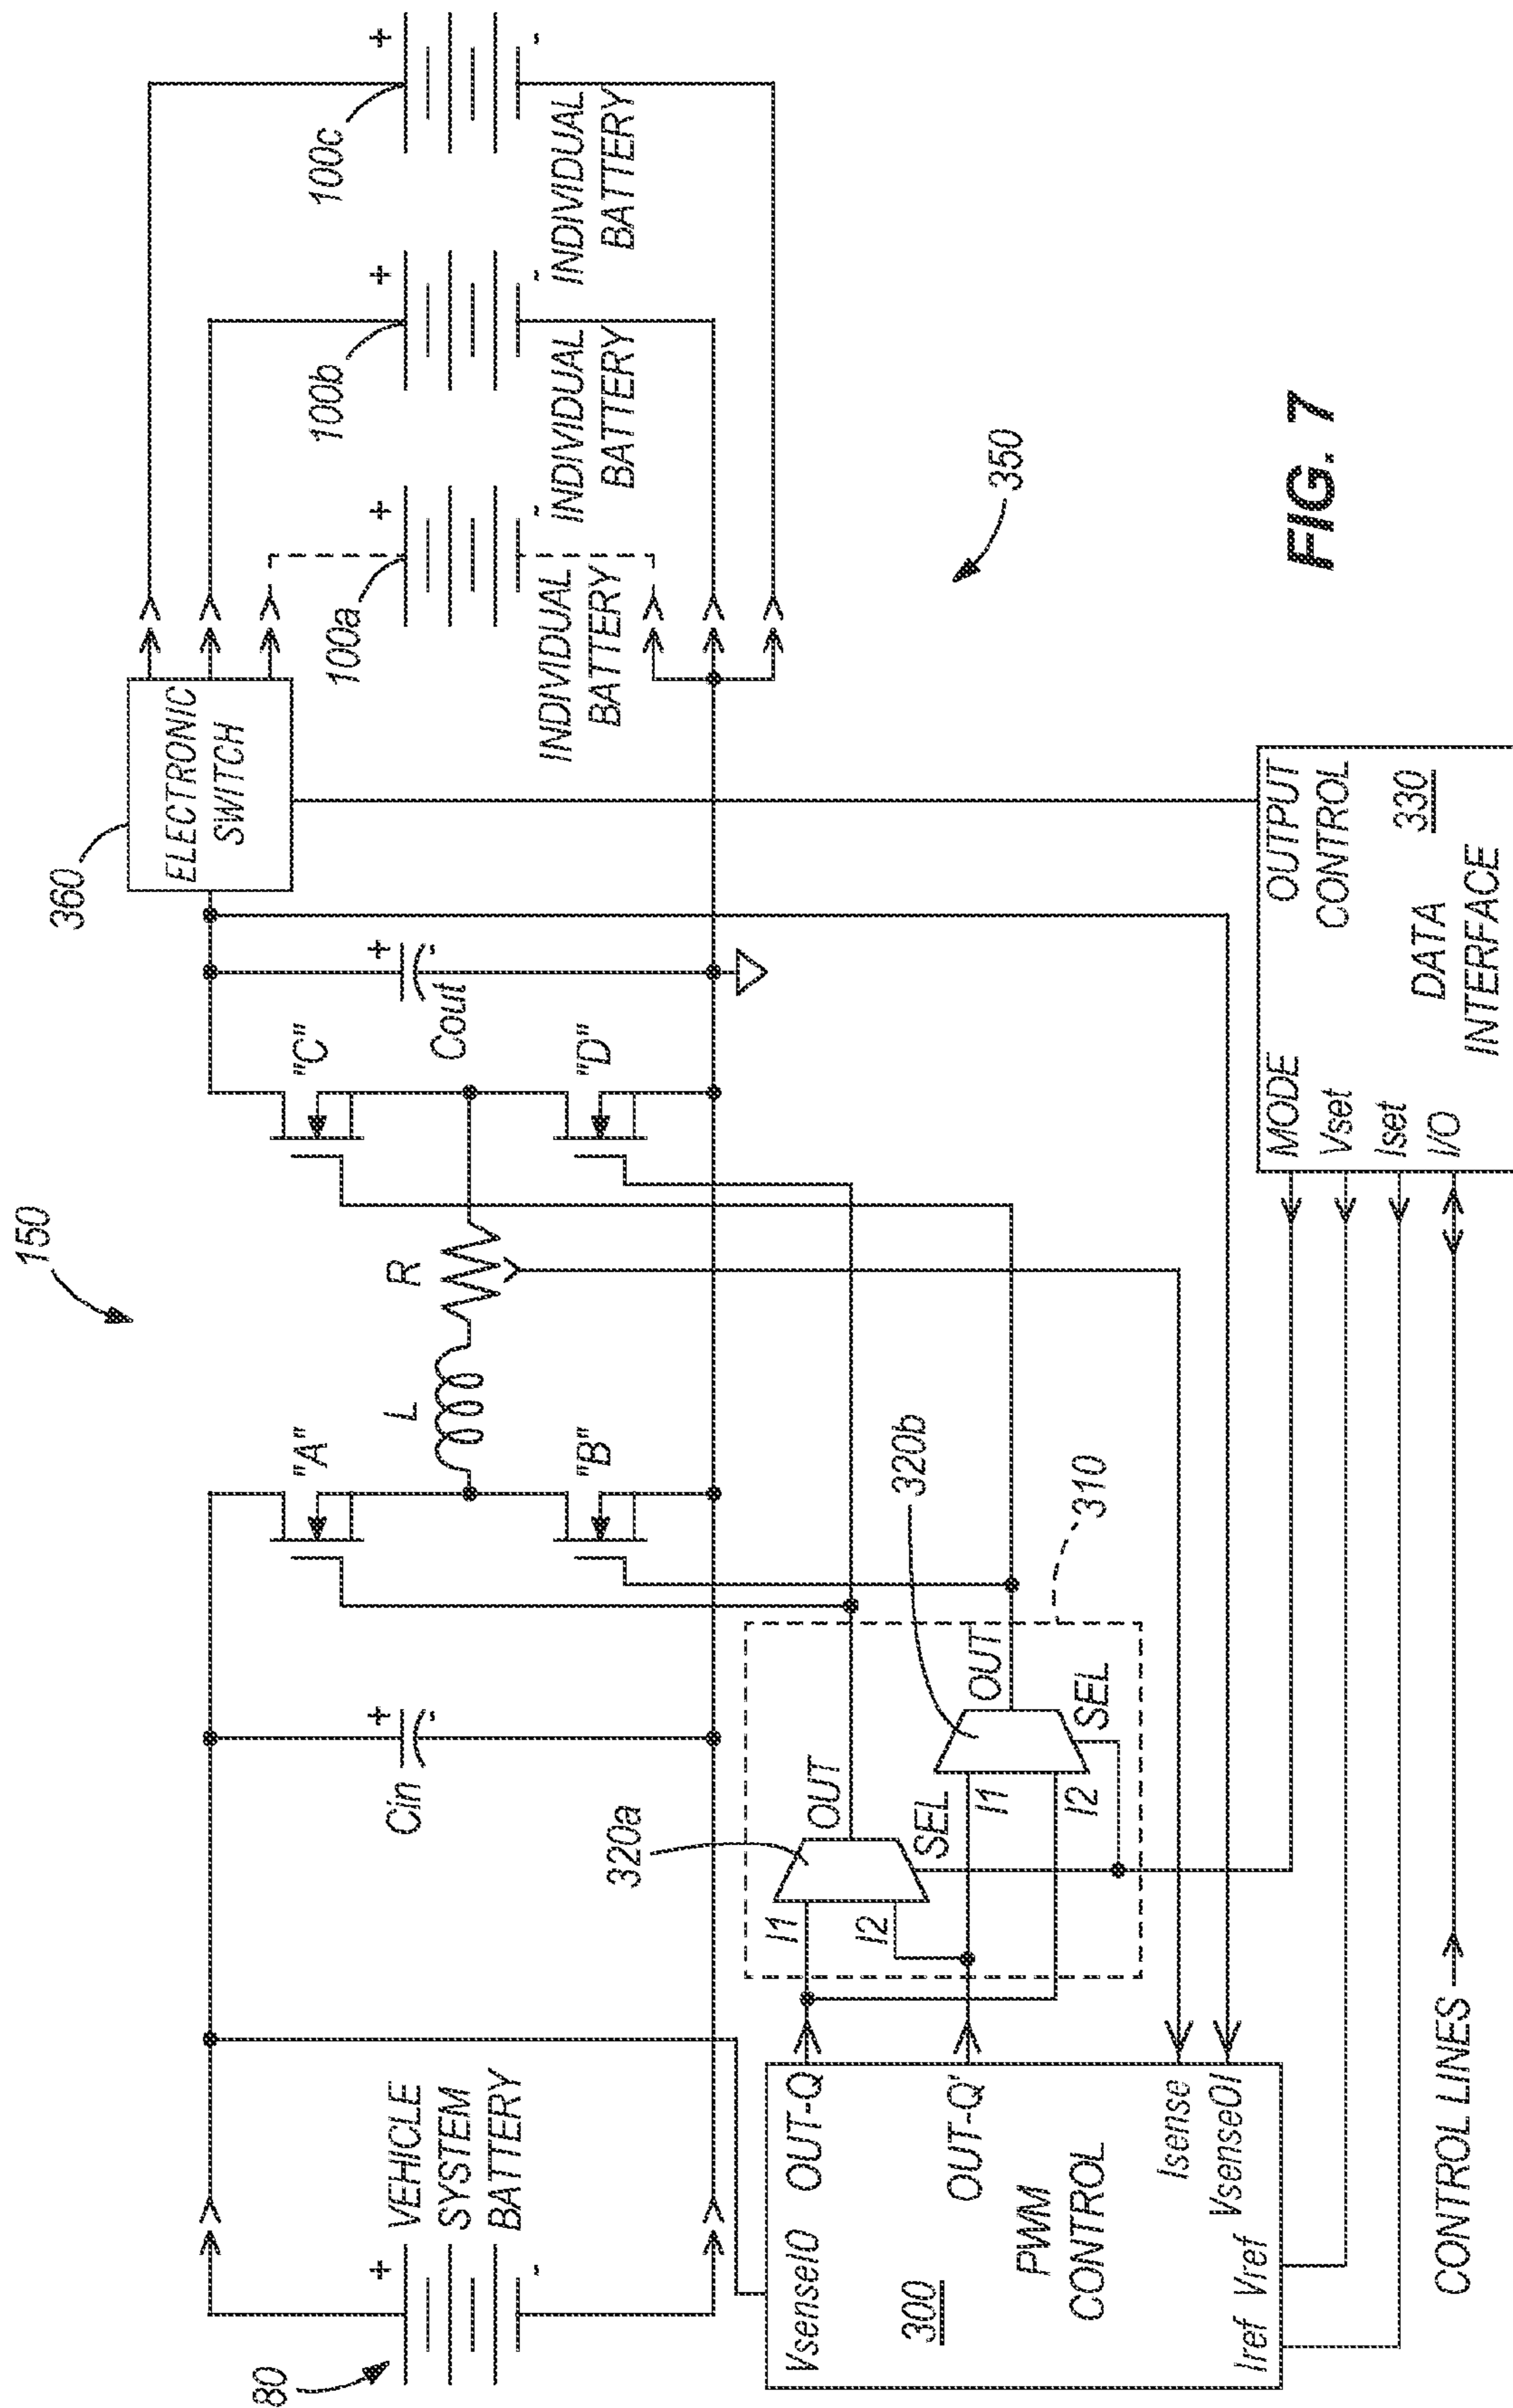 150
350
FIG. 7
80
VEHICLE
SYSTEM
BATTERY
+
-
Cin
+
-
"A"
"B"
L
R
"C"
"D"
Cout
+
-
360
ELECTRONIC
SWITCH
100a
+
-
INDIVIDUAL
BATTERY
100b
+
-
INDIVIDUAL
BATTERY
100c
+
-
INDIVIDUAL
BATTERY
VsenseIO
OUT-Q
OUT-Q'
300
PWM
CONTROL
Isense
VsenseOI
Iref
Vref
320a
I1
I2
OUT
SEL
320b
I1
I2
OUT
SEL
310
MODE
Vset
Iset
I/O
OUTPUT
CONTROL
330
DATA
INTERFACE
CONTROL LINES